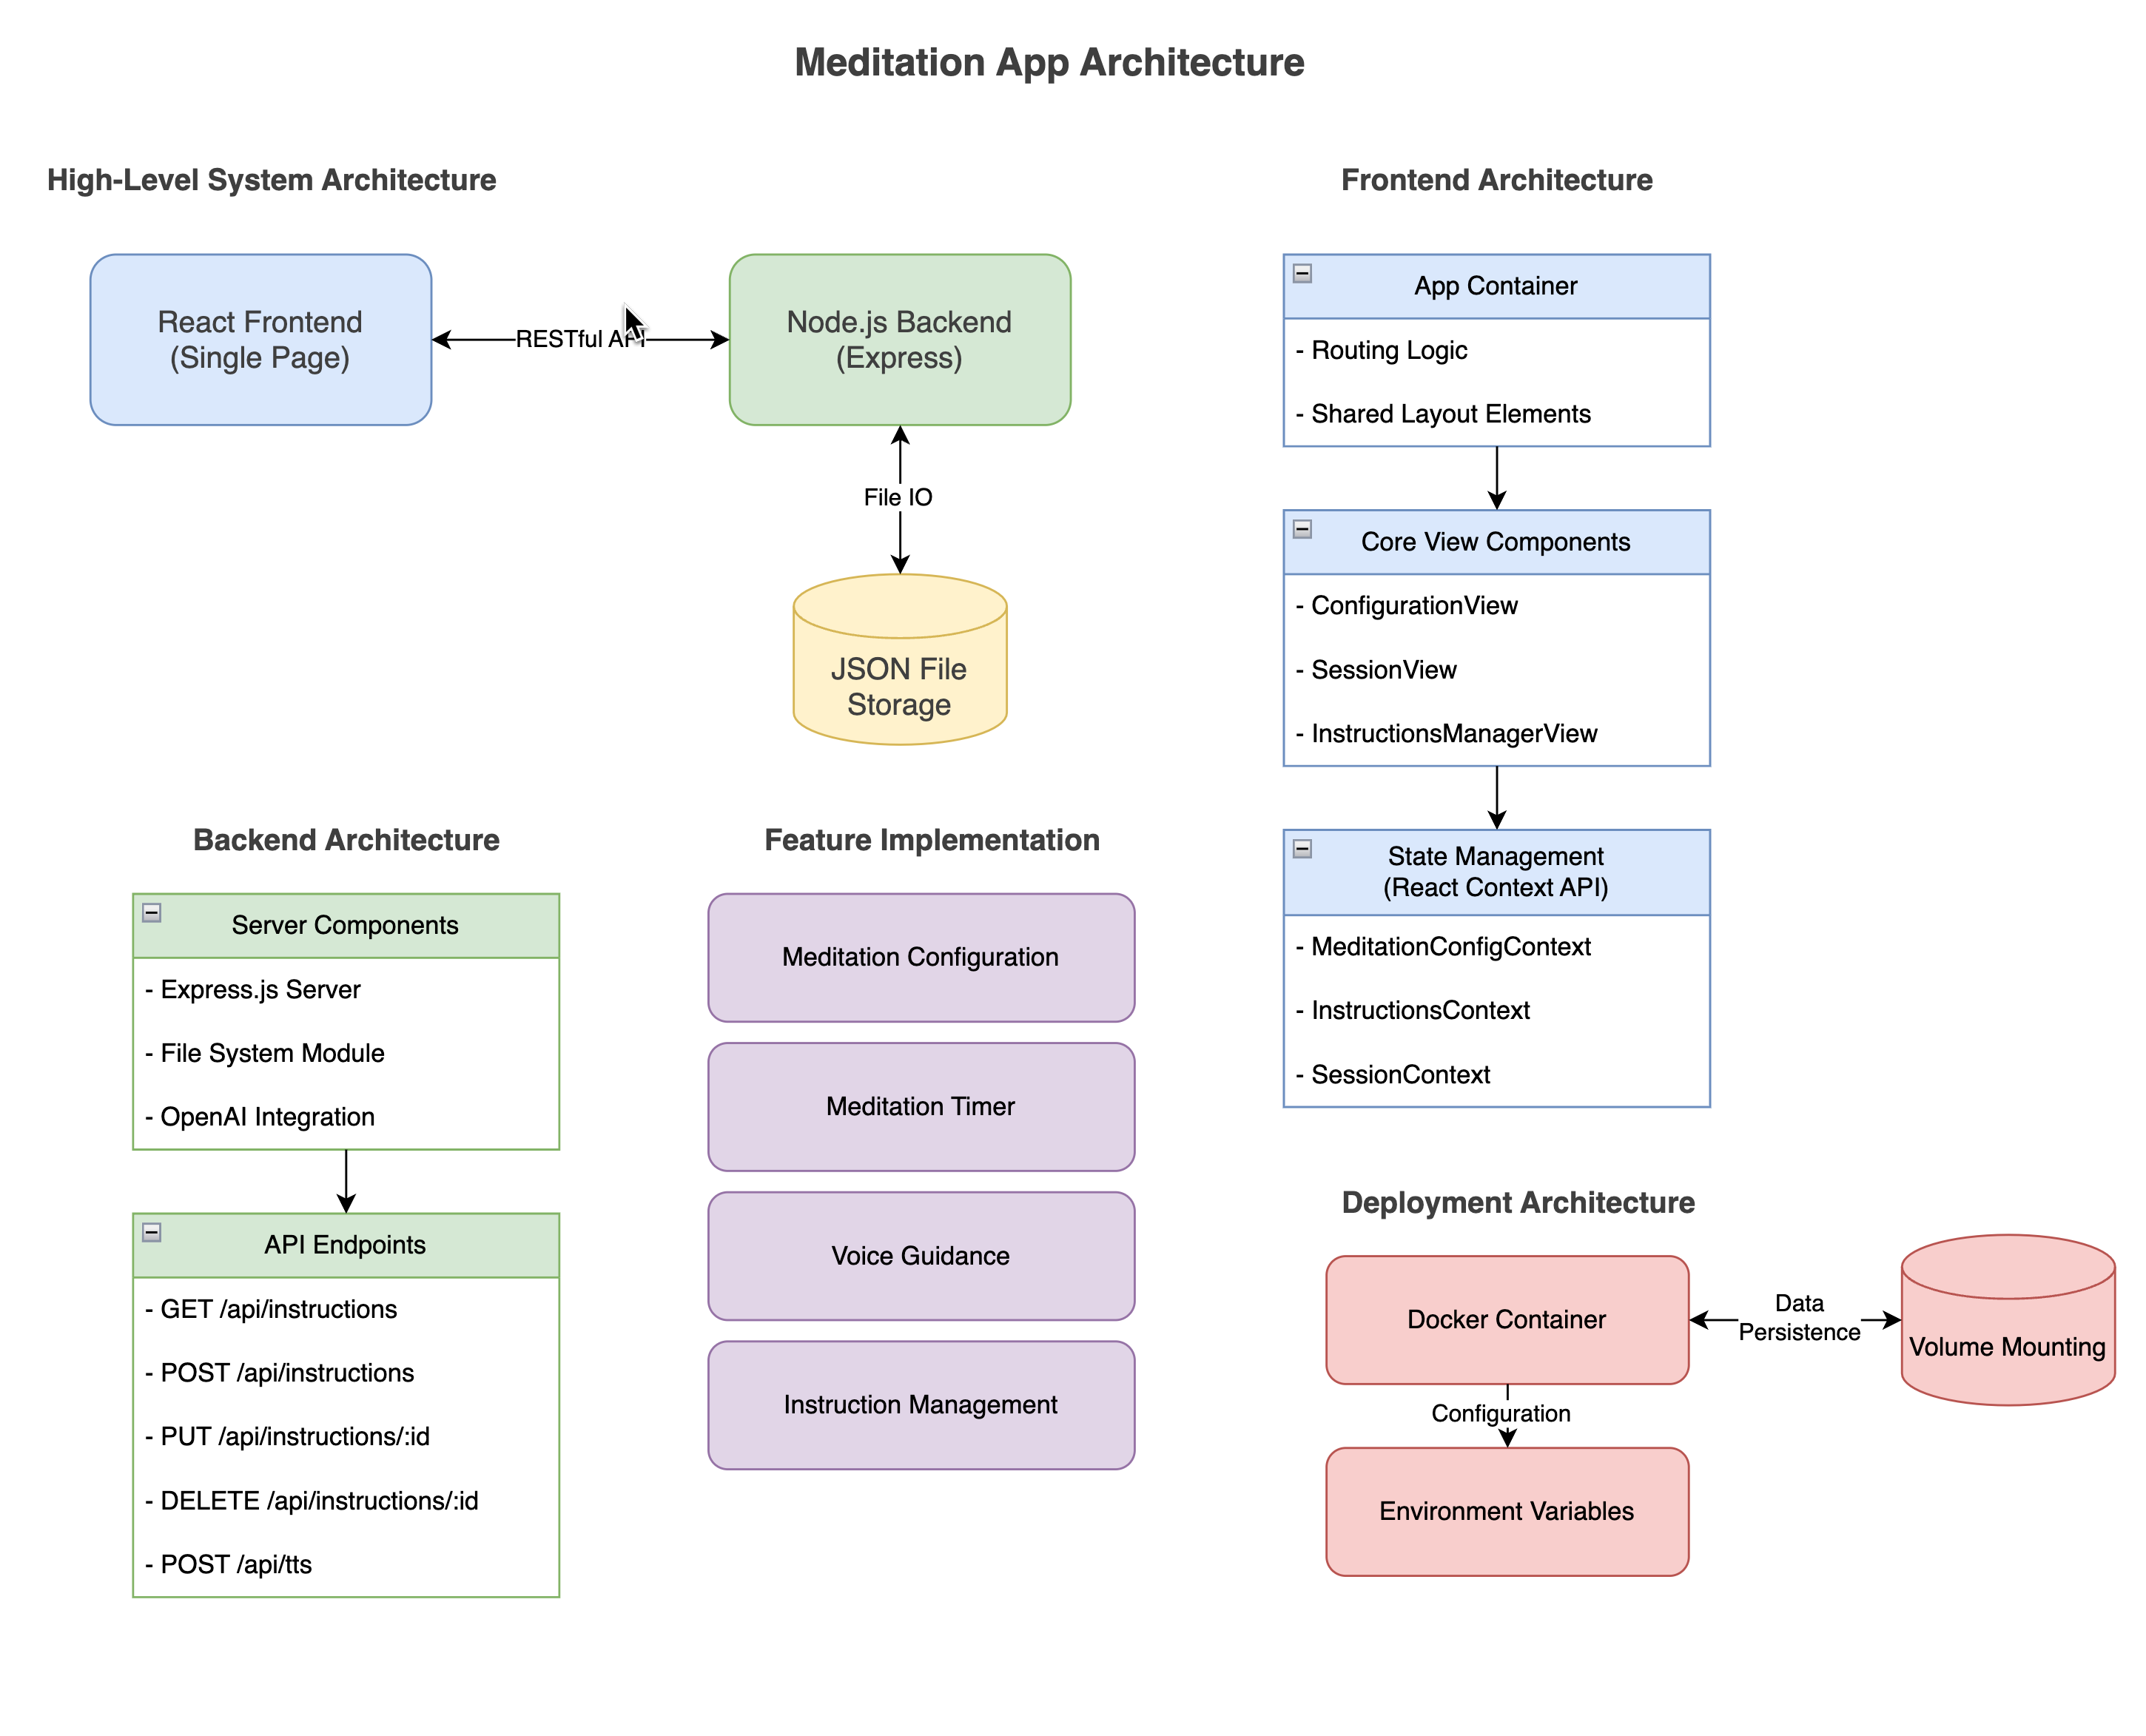 Meditation App Architecture
High-Level System Architecture
React Frontend
(Single Page)
RESTful API
Node.js Backend
(Express)
File IO
JSON File
Storage
Frontend Architecture
App Container
- Routing Logic
- Shared Layout Elements
Core View Components
- ConfigurationView
- SessionView
- InstructionsManagerView
State Management
(React Context API)
- MeditationConfigContext
- InstructionsContext
- SessionContext
Backend Architecture
Server Components
- Express.js Server
- File System Module
- OpenAI Integration
API Endpoints
- GET /api/instructions
- POST /api/instructions
- PUT /api/instructions/:id
- DELETE /api/instructions/:id
- POST /api/tts
Feature Implementation
Meditation Configuration
Meditation Timer
Voice Guidance
Instruction Management
Deployment Architecture
Docker Container
Data
Persistence
Volume Mounting
Configuration
Environment Variables